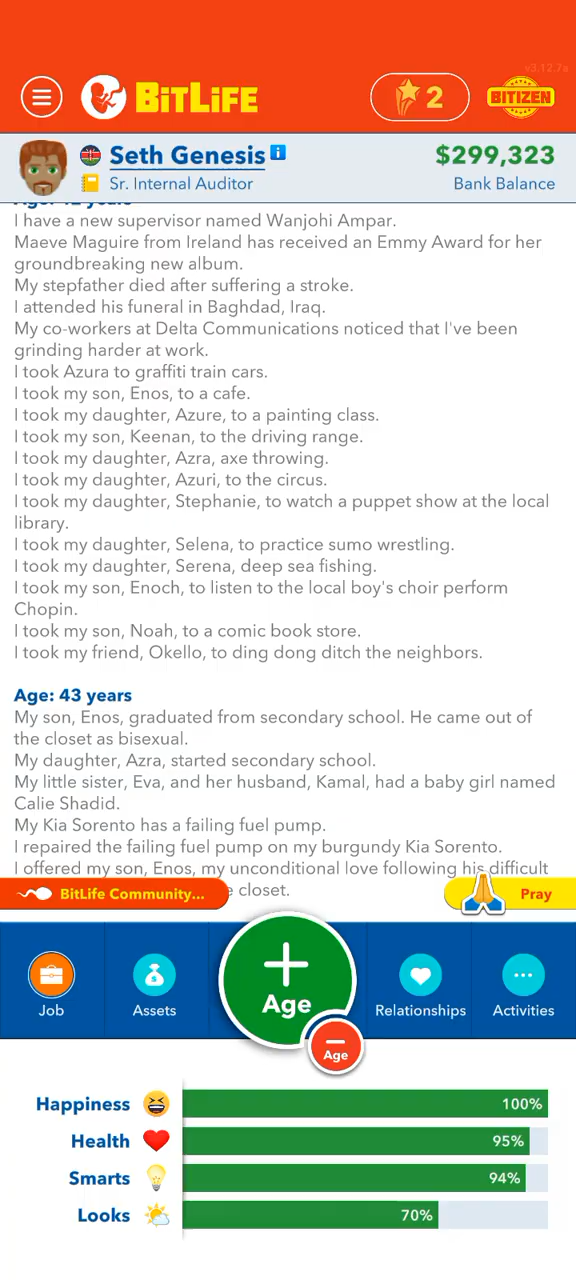 v3.12.7a
BITLIFE
2
BITIZEN
Seth Genesis
$299,323
Sr. Internal Auditor
Bank Balance
I have a new supervisor named Wanjohi Ampar.
Maeve Maguire from Ireland has received an Emmy Award for her
groundbreaking new album.
My stepfather died after suffering a stroke.
I attended his funeral in Baghdad, Iraq.
My co-workers at Delta Communications noticed that I've been
grinding harder at work.
I took Azura to graffiti train cars.
I took my son, Enos, to a cafe.
I took my daughter, Azure, to a painting class.
I took my son, Keenan, to the driving range.
I took my daughter, Azra, axe throwing.
I took my daughter, Azuri, to the circus.
I took my daughter, Stephanie, to watch a puppet show at the local
library.
I took my daughter, Selena, to practice sumo wrestling.
I took my daughter, Serena, deep sea fishing.
I took my son, Enoch, to listen to the local boy's choir perform
Chopin.
I took my son, Noah, to a comic book store.
I took my friend, Okello, to ding dong ditch the neighbors.
Age: 43 years
My son, Enos, graduated from secondary school. He came out of
the closet as bisexual.
My daughter, Azra, started secondary school.
My little sister, Eva, and her husband, Kamal, had a baby girl named
Calie Shadid.
My Kia Sorento has a failing fuel pump.
I repaired the failing fuel pump on my burgundy Kia Sorento.
I offered my son, Enos, my unconditional love following his difficult
closet.
BitLife Community...
Pray
Job
Assets
Age
Relationships
Activities
Age
Happiness
100%
Health
95%
Smarts
94%
Looks
70%